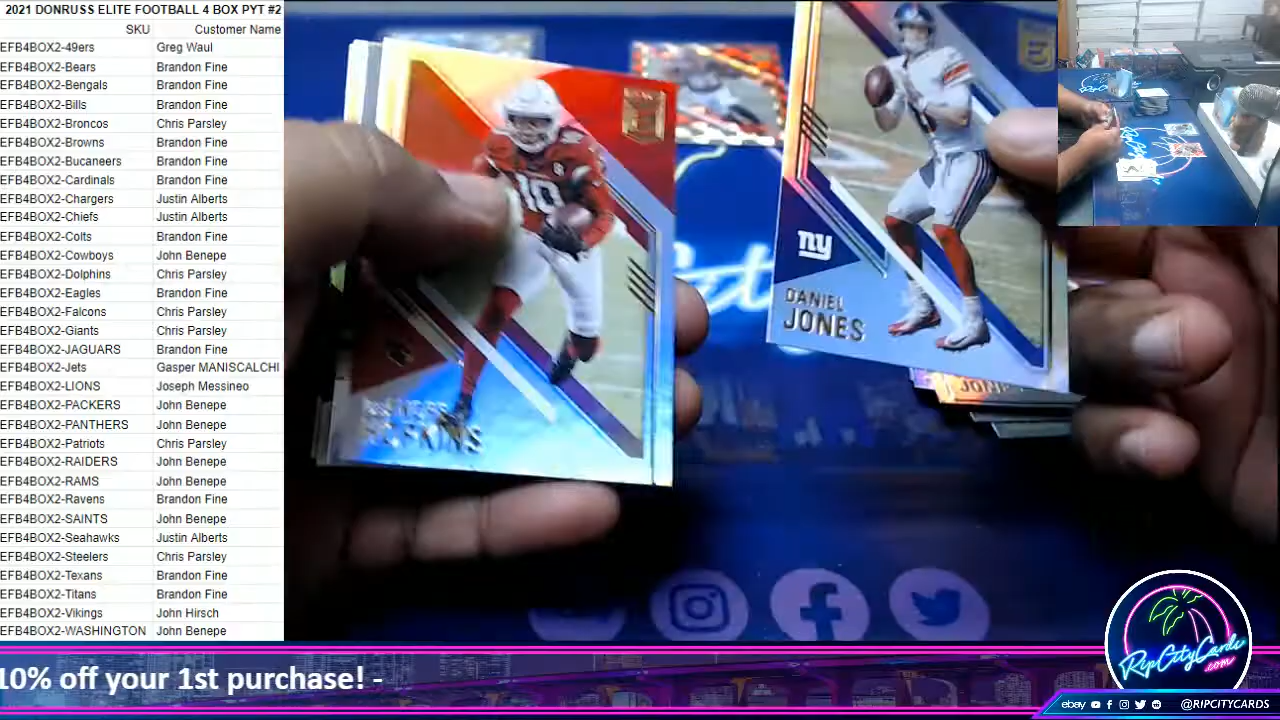 2021 DONRUSS ELITE FOOTBALL 4 BOX PYT #2
SKU Customer Name
EFB4BOX2-49ers Greg Waul
EFB4BOX2-Bears Brandon Fine
EFB4BOX2-Bengals Brandon Fine
EFB4BOX2-Bills Brandon Fine
EFB4BOX2-Broncos Chris Parsley
EFB4BOX2-Browns Brandon Fine
EFB4BOX2-Bucaneers Brandon Fine
EFB4BOX2-Cardinals Brandon Fine
EFB4BOX2-Chargers Justin Alberts
EFB4BOX2-Chiefs Justin Alberts
EFB4BOX2-Colts Brandon Fine
EFB4BOX2-Cowboys John Benepe
EFB4BOX2-Dolphins Chris Parsley
EFB4BOX2-Eagles Brandon Fine
EFB4BOX2-Falcons Chris Parsley
EFB4BOX2-Giants Chris Parsley
EFB4BOX2-JAGUARS Brandon Fine
EFB4BOX2-Jets Gasper MANISCALCHI
EFB4BOX2-LIONS Joseph Messineo
EFB4BOX2-PACKERS John Benepe
EFB4BOX2-PANTHERS John Benepe
EFB4BOX2-Patriots Chris Parsley
EFB4BOX2-RAIDERS John Benepe
EFB4BOX2-RAMS John Benepe
EFB4BOX2-Ravens Brandon Fine
EFB4BOX2-SAINTS John Benepe
EFB4BOX2-Seahawks Justin Alberts
EFB4BOX2-Steelers Chris Parsley
EFB4BOX2-Texans Brandon Fine
EFB4BOX2-Titans Brandon Fine
EFB4BOX2-Vikings John Hirsch
EFB4BOX2-WASHINGTON John Benepe
10
ny
DANIEL
JONES
10% off your 1st purchase! -
RipCityCards
.com
ebay @RIPCITYCARDS